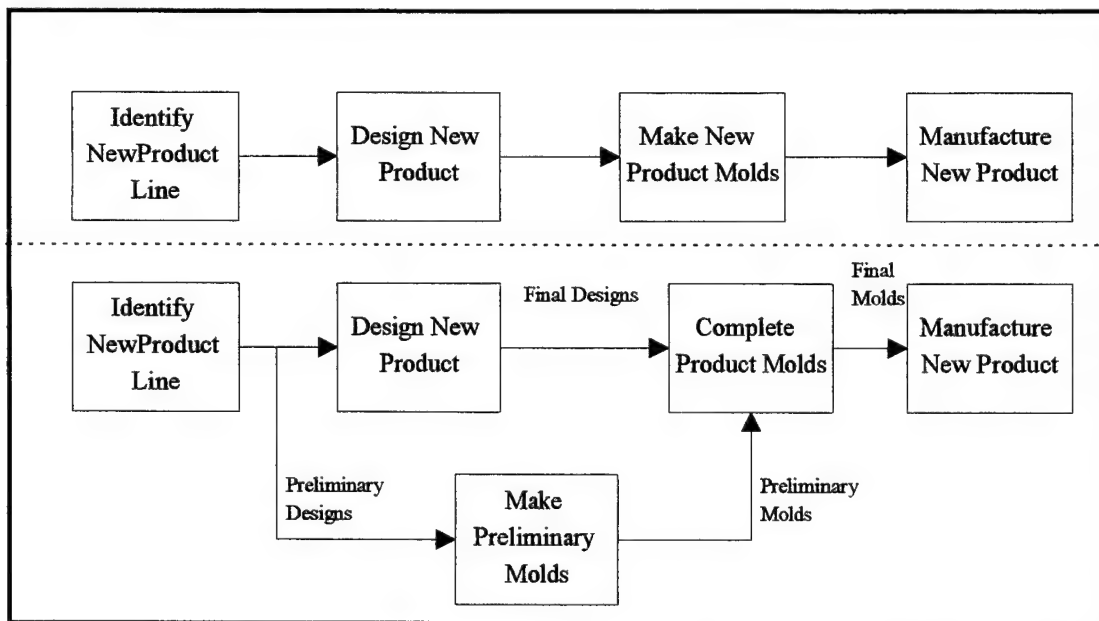 Identify
NewProduct
Line
Design New
Product
Make New
Product Molds
Manufacture
New Product
Identify
NewProduct
Line
Design New
Product
Final Designs
Complete
Product Molds
Final
Molds
Manufacture
New Product
Preliminary
Designs
Make
Preliminary
Molds
Preliminary
Molds